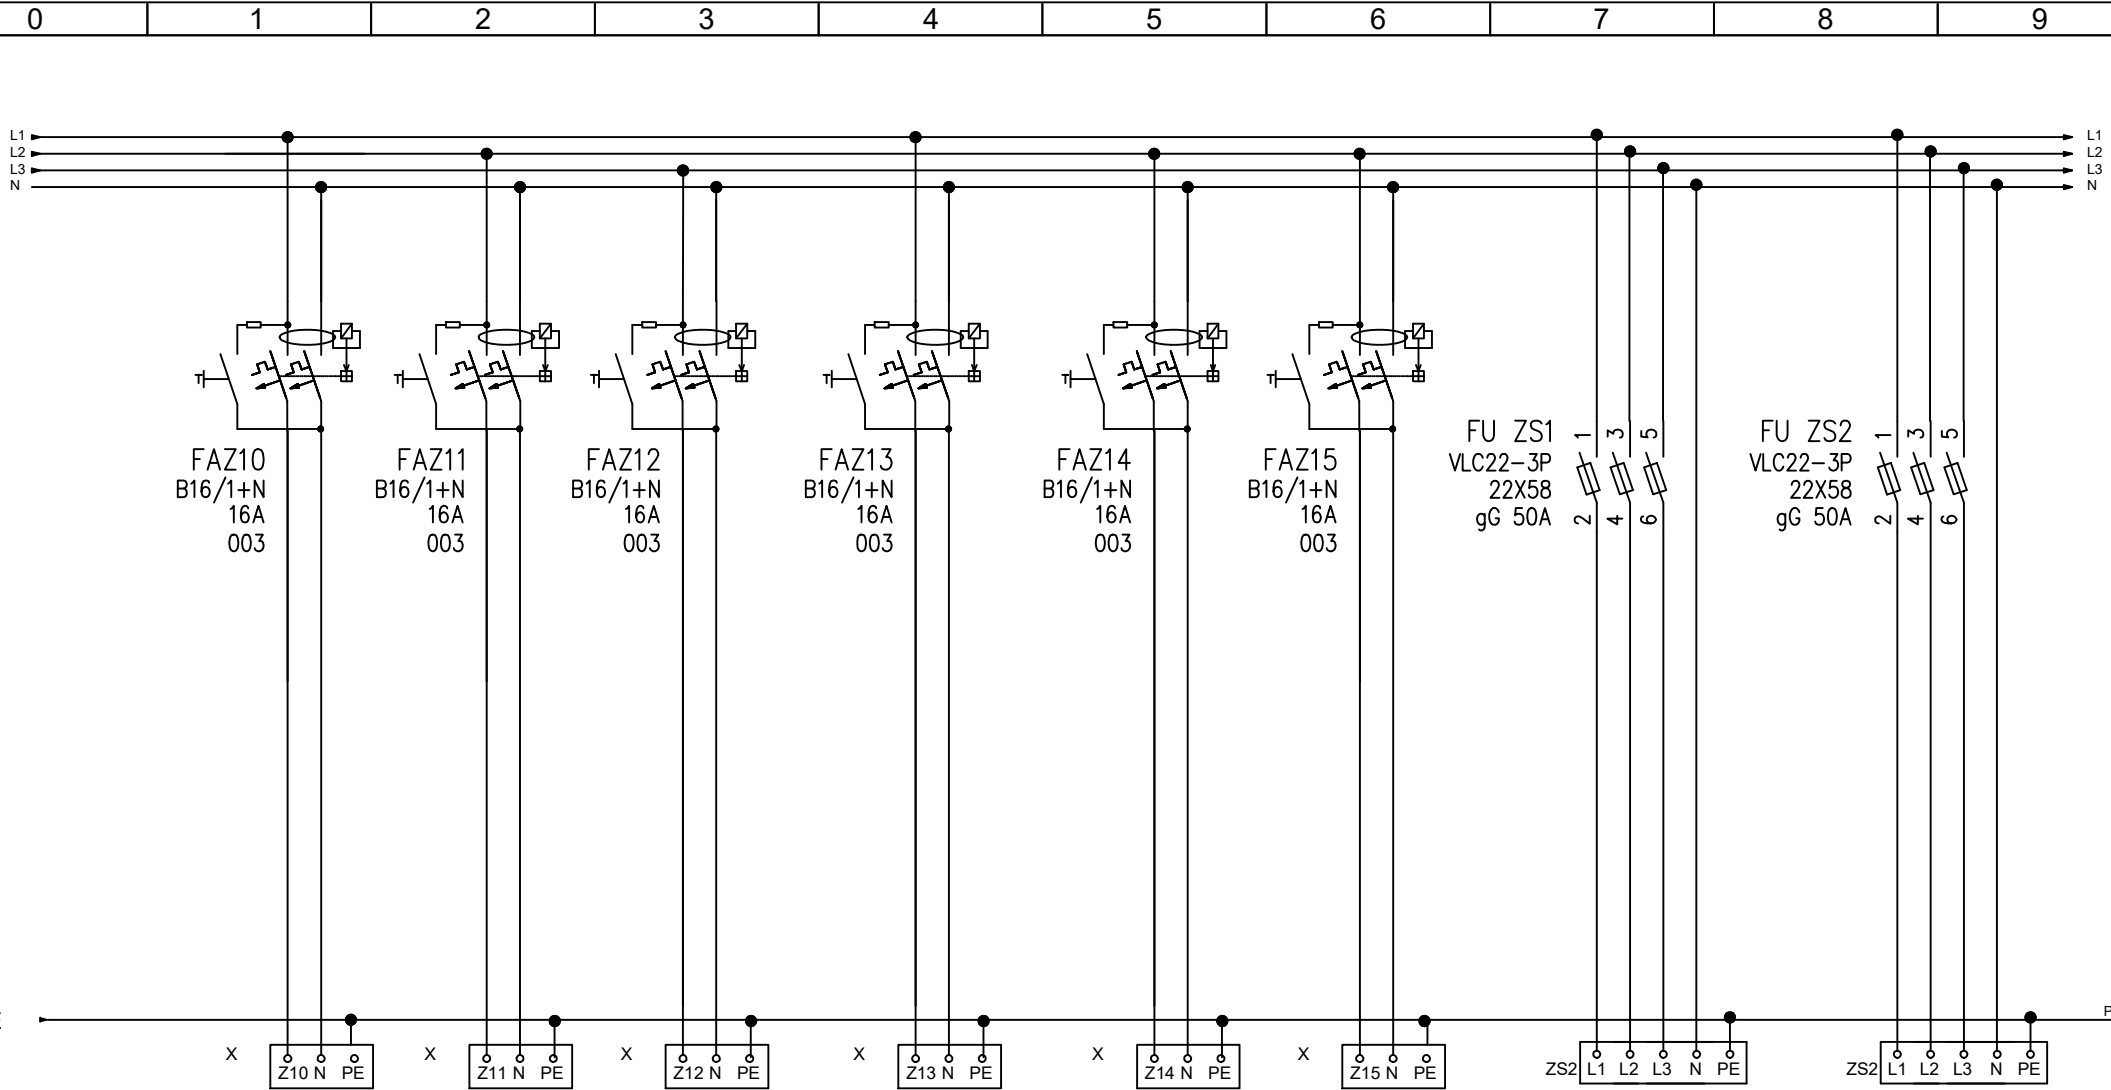 0 1 2 3 4 5 6 7 8 9
L1 L1
L2 L2
L3 L3
N N
FAZ10
B16/1+N
16A
003
FAZ11
B16/1+N
16A
003
FAZ12
B16/1+N
16A
003
FAZ13
B16/1+N
16A
003
FAZ14
B16/1+N
16A
003
FAZ15
B16/1+N
16A
003
FU ZS1
VLC22-3P
22X58
gG 50A
1 3 5
2 4 6
FU ZS2
VLC22-3P
22X58
gG 50A
1 3 5
2 4 6
P
X Z10 N PE
X Z11 N PE
X Z12 N PE
X Z13 N PE
X Z14 N PE
X Z15 N PE
ZS2 L1 L2 L3 N PE
ZS2 L1 L2 L3 N PE